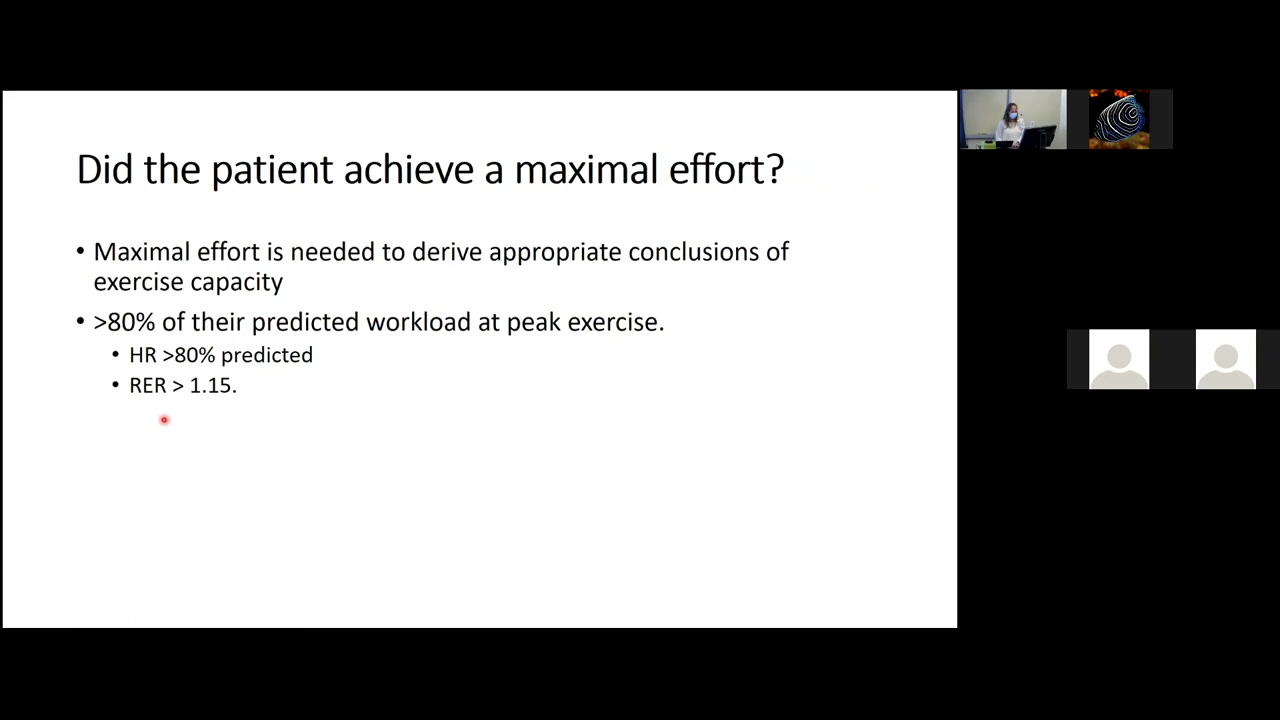 Did the patient achieve a maximal effort?
• Maximal effort is needed to derive appropriate conclusions of
exercise capacity
• >80% of their predicted workload at peak exercise.
• HR >80% predicted
• RER > 1.15.